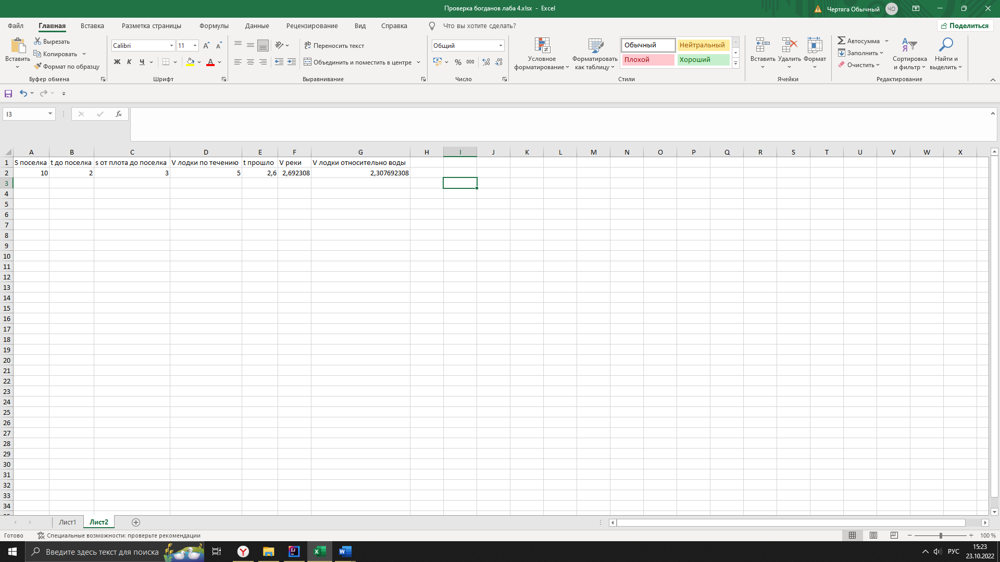 Проверка богданов лаба 4.xlsx - Excel
Чертяга Обычный ЧО
Файл Главная Вставка Разметка страницы Формулы Данные Рецензирование Вид Справка Что вы хотите сделать? Поделиться
Вставить
Вырезать
Копировать
Формат по образцу
Буфер обмена
Calibri 11
Ж К Ч А
Шрифт
Переносить текст
Объединить и поместить в центре
Выравнивание
Общий
% 000
Число
Условное форматирование
Форматировать как таблицу
Обычный Нейтральный
Плохой Хороший
Стили
Вставить Удалить Формат
Ячейки
Автосумма
Заполнить
Очистить
Сортировка и фильтр
Найти и выделить
Редактирование
I3 fx
A B C D E F G H I J K L M N O P Q R S T U V W X
1 S поселка t до поселка s от плота до поселка V лодки по течению t прошло V реки V лодки относительно воды
2 10 2 3 5 2,6 2,692308 2,307692308
3
4
5
6
7
8
9
10
11
12
13
14
15
16
17
18
19
20
21
22
23
24
25
26
27
28
29
30
31
32
33
34
Лист1 Лист2
Готово Специальные возможности: проверьте рекомендации 100 %
Введите здесь текст для поиска
РУС
15:23
23.10.2022